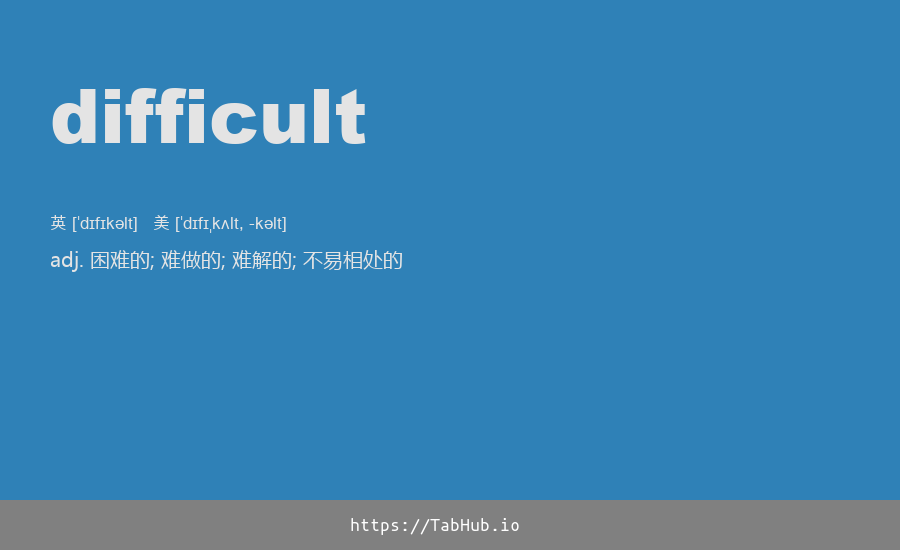 difficult
英 [ˈdɪfɪkəlt] 美 [ˈdɪfɪˌkʌlt, -kəlt]
adj. 困难的; 难做的; 难解的; 不易相处的
https://TabHub.io